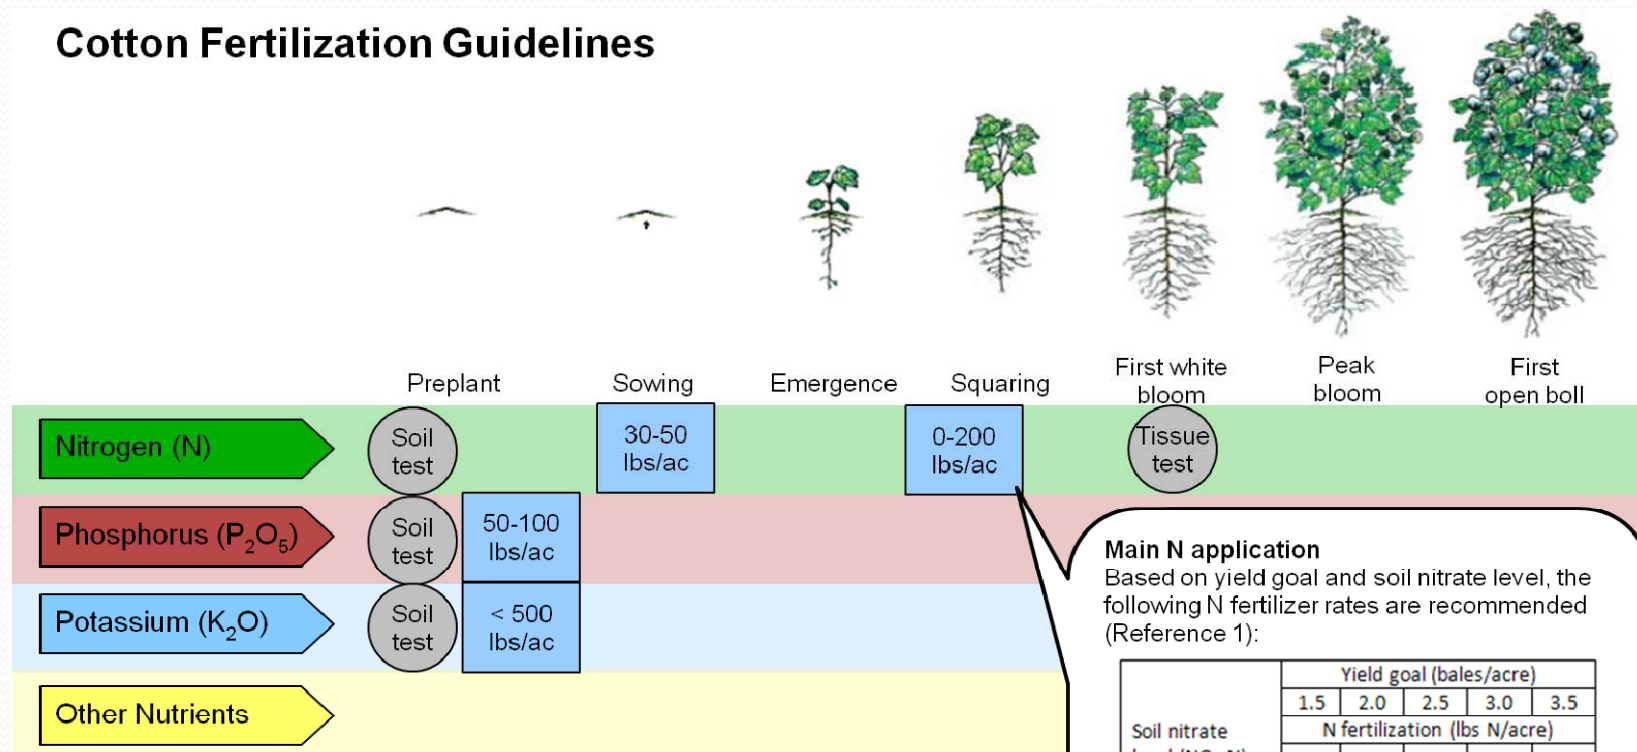 Cotton Fertilization Guidelines
Preplant
Sowing
Emergence
Squaring
First white
bloom
Peak
bloom
First
open boll
Nitrogen (N)
Soil
test
30-50
lbs/ac
0-200
lbs/ac
Tissue
test
Phosphorus (P₂O₅)
Soil
test
50-100
lbs/ac
Potassium (K₂O)
Soil
test
< 500
lbs/ac
Other Nutrients
Main N application
Based on yield goal and soil nitrate level, the
following N fertilizer rates are recommended
(Reference 1):
Yield goal (bales/acre)
1.5 2.0 2.5 3.0 3.5
Soil nitrate
N fertilization (lbs N/acre)